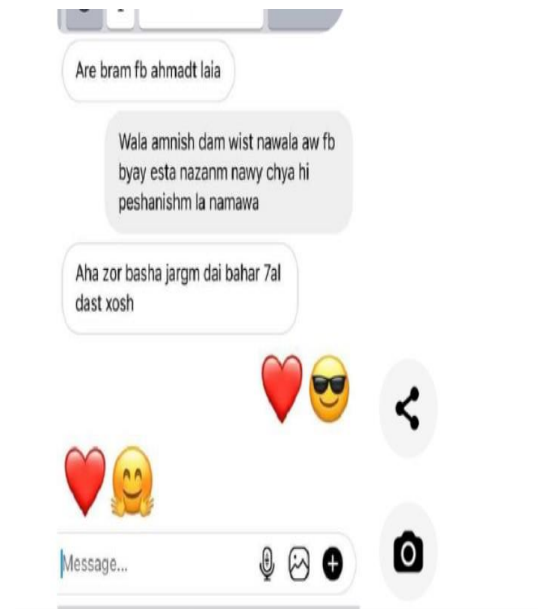 Are bram fb ahmadt laia
Wala amnish dam wist nawala aw fb
byay esta nazanm nawy chya hi
peshanishm la namawa
Aha zor basha jargm dai bahar 7al
dast xosh
Message...